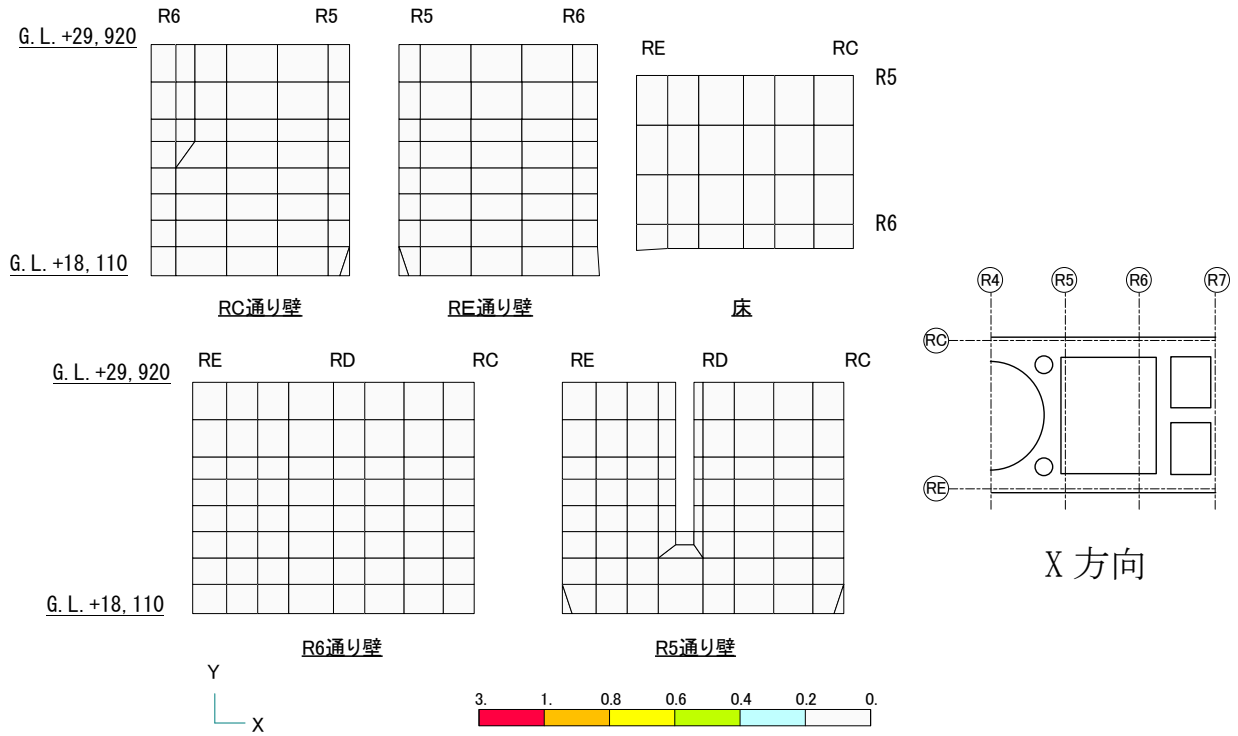 R6 R5
G.L.+29,920
G.L.+18,110
RC通り壁
R5 R6
RE通り壁
RE RC
R5
R6
床
RE RD RC
G.L.+29,920
G.L.+18,110
R6通り壁
RE RD RC
R5通り壁
R4 R5 R6 R7
RC
RE
X 方向
Y
X
3. 1. 0.8 0.6 0.4 0.2 0.